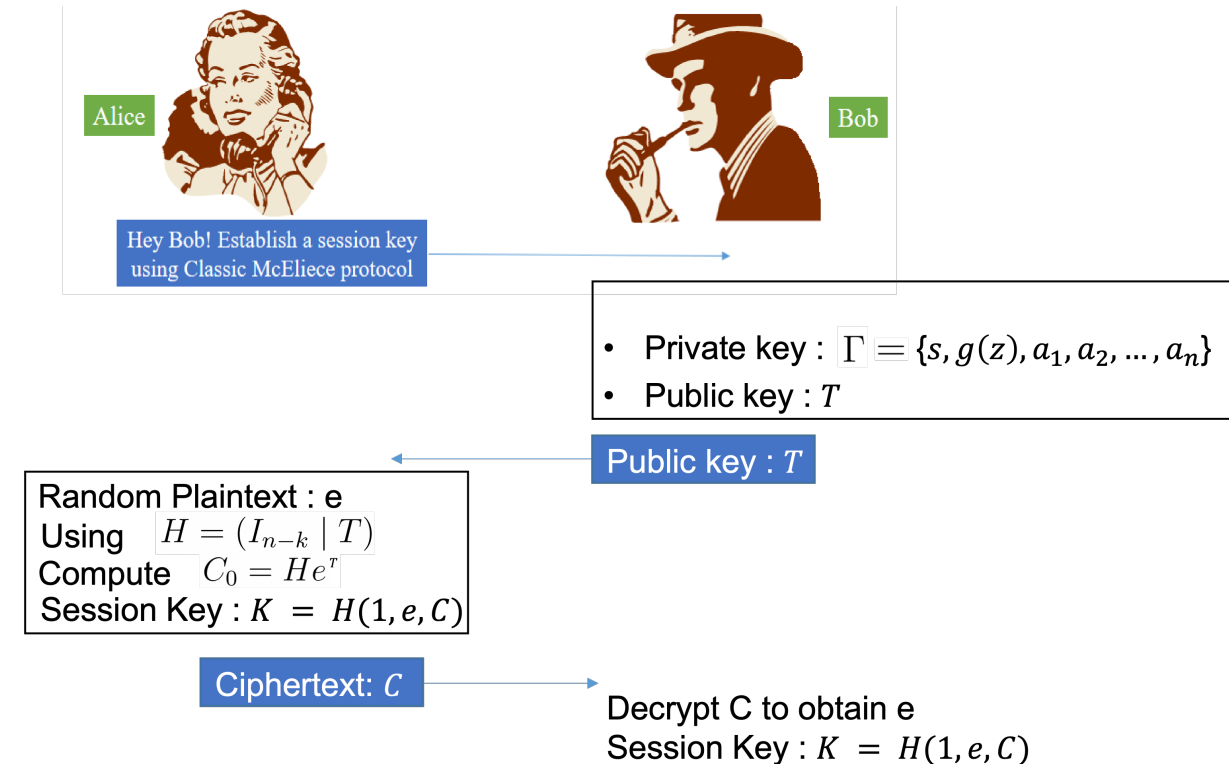 Alice
Bob
Hey Bob! Establish a session key
using Classic McEliece protocol
• Private key : Γ = {s, g(z), a₁, a₂, … , aₙ}
• Public key : T
Public key : T
Random Plaintext : e
Using H = (Iₙ₋ₖ | T)
Compute C₀ = Heᵀ
Session Key : K = H(1, e, C)
Ciphertext: C
Decrypt C to obtain e
Session Key : K = H(1, e, C)